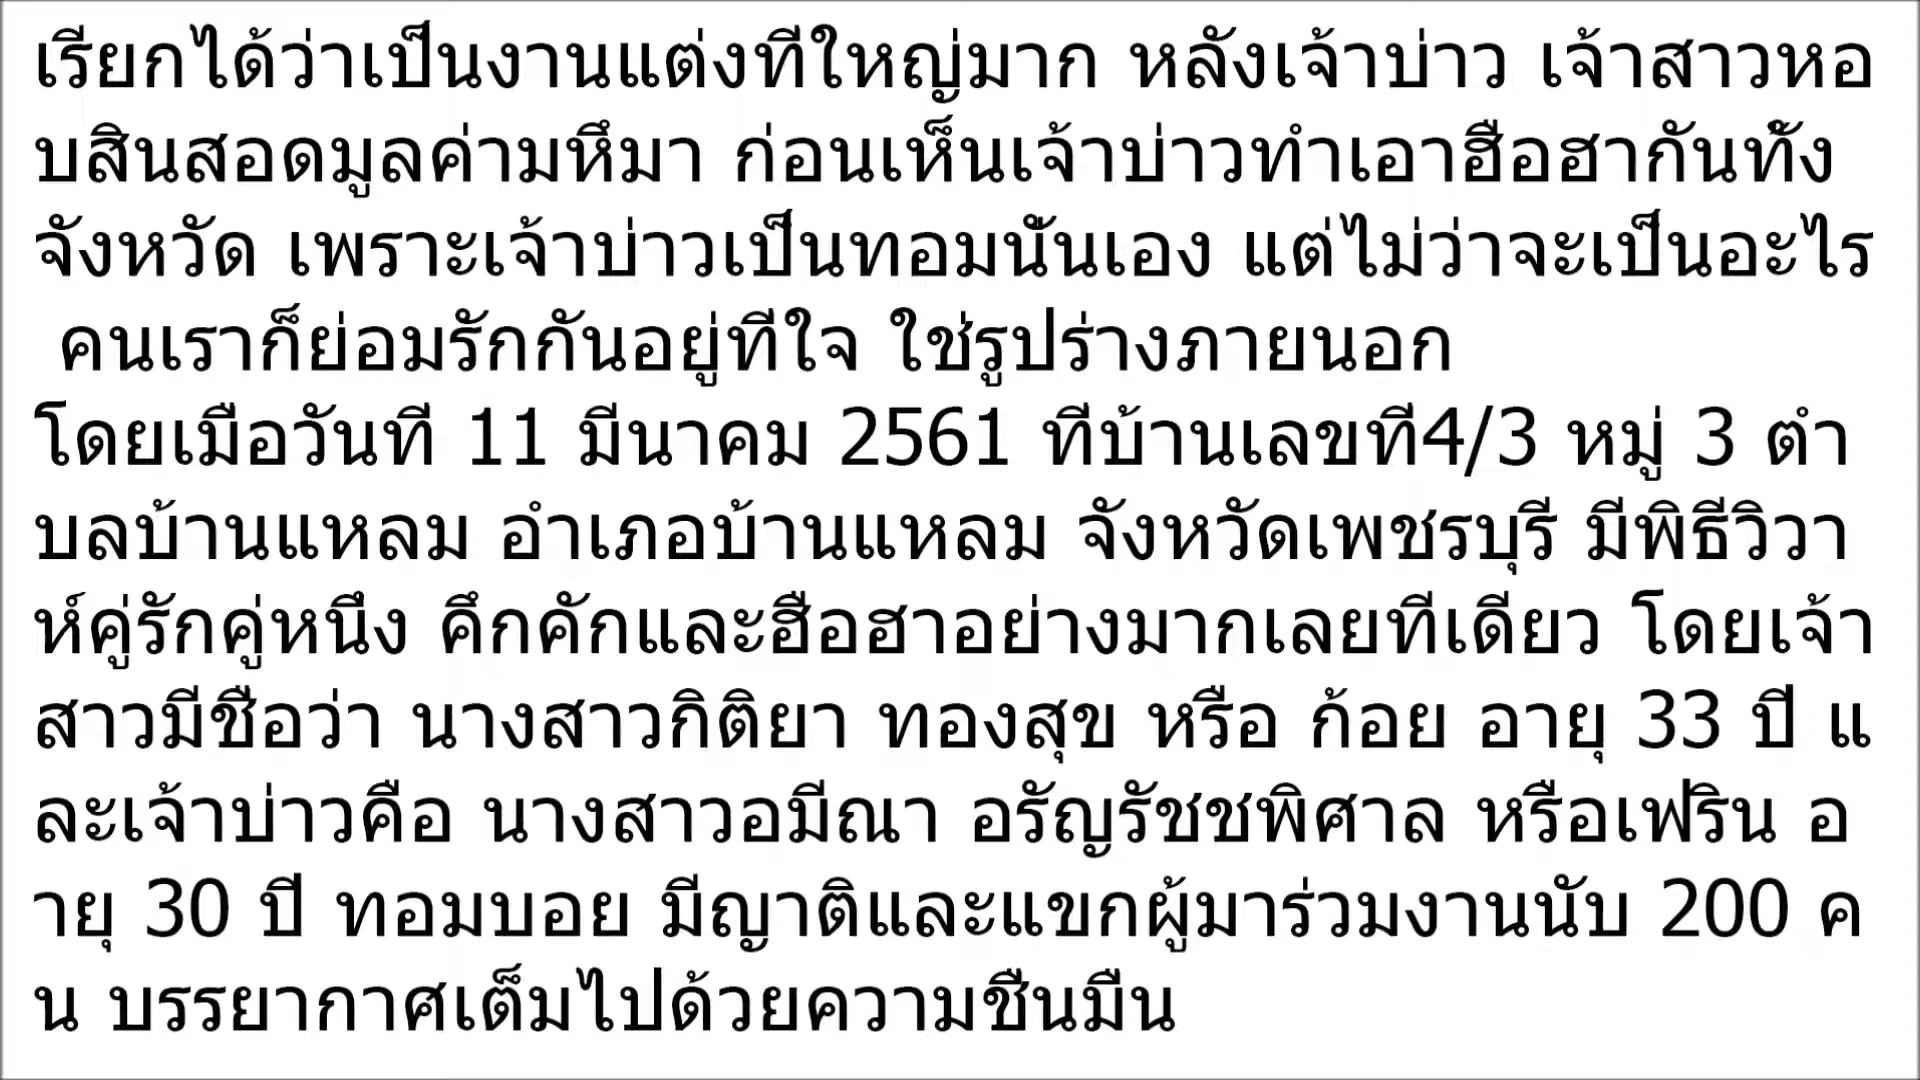 เรียกได้ว่าเป็นงานแต่งที่ใหญ่มาก หลังเจ้าบ่าว เจ้าสาวหอ
บสินสอดมูลค่ามหึมา ก่อนเห็นเจ้าบ่าวทำเอาฮือฮากันทั้ง
จังหวัด เพราะเจ้าบ่าวเป็นทอมนั่นเอง แต่ไม่ว่าจะเป็นอะไร
คนเราก็ย่อมรักกันอยู่ที่ใจ ใช่รูปร่างภายนอก
โดยเมื่อวันที่ 11 มีนาคม 2561 ที่บ้านเลขที่4/3 หมู่ 3 ตำ
บลบ้านแหลม อำเภอบ้านแหลม จังหวัดเพชรบุรี มีพิธีวิวา
ห์คู่รักคู่หนึ่ง คึกคักและฮือฮาอย่างมากเลยทีเดียว โดยเจ้า
สาวมีชื่อว่า นางสาวกิติยา ทองสุข หรือ ก้อย อายุ 33 ปี แ
ละเจ้าบ่าวคือ นางสาวอมีณา อรัญรัชชพิศาล หรือเฟริน อ
ายุ 30 ปี ทอมบอย มีญาติและแขกผู้มาร่วมงานนับ 200 ค
น บรรยากาศเต็มไปด้วยความชื่นมื่น